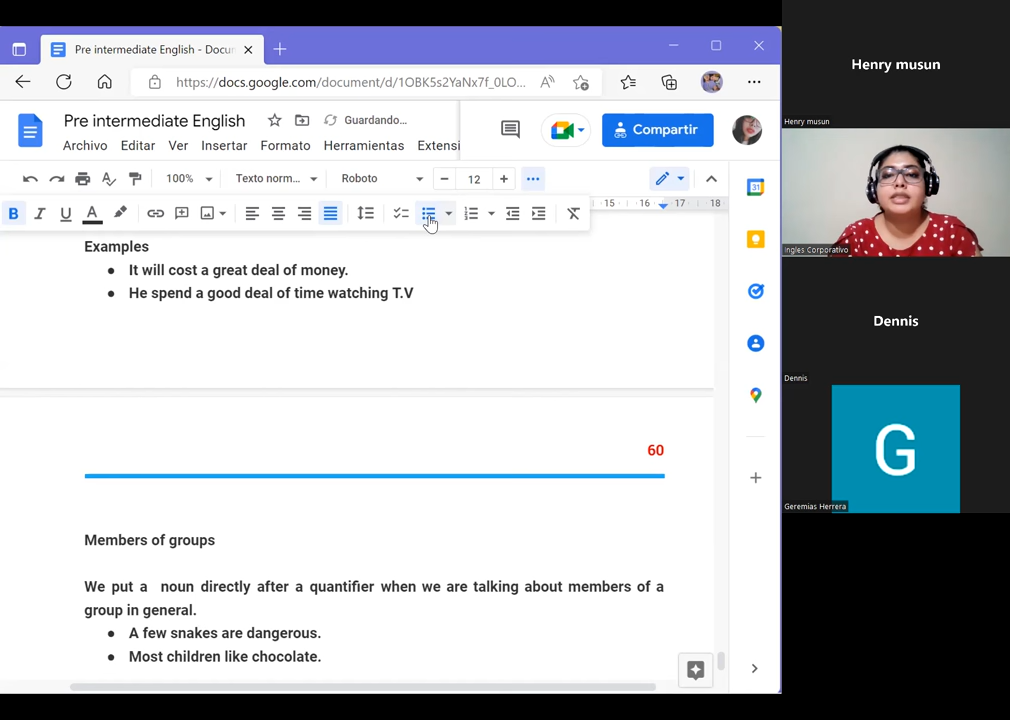 Pre intermediate English - Docun
https://docs.google.com/document/d/1OBK5s2YaNx7f_0LO...
Pre intermediate English
Guardando...
Archivo Editar Ver Insertar Formato Herramientas Extensi
Compartir
100% Texto norm... Roboto 12
15 16 17 18
Examples
● It will cost a great deal of money.
● He spend a good deal of time watching T.V
60
Members of groups
We put a noun directly after a quantifier when we are talking about members of a
group in general.
● A few snakes are dangerous.
● Most children like chocolate.
31
Henry musun
Henry musun
Ingles Corporativo
Dennis
Dennis
G
Geremias Herrera